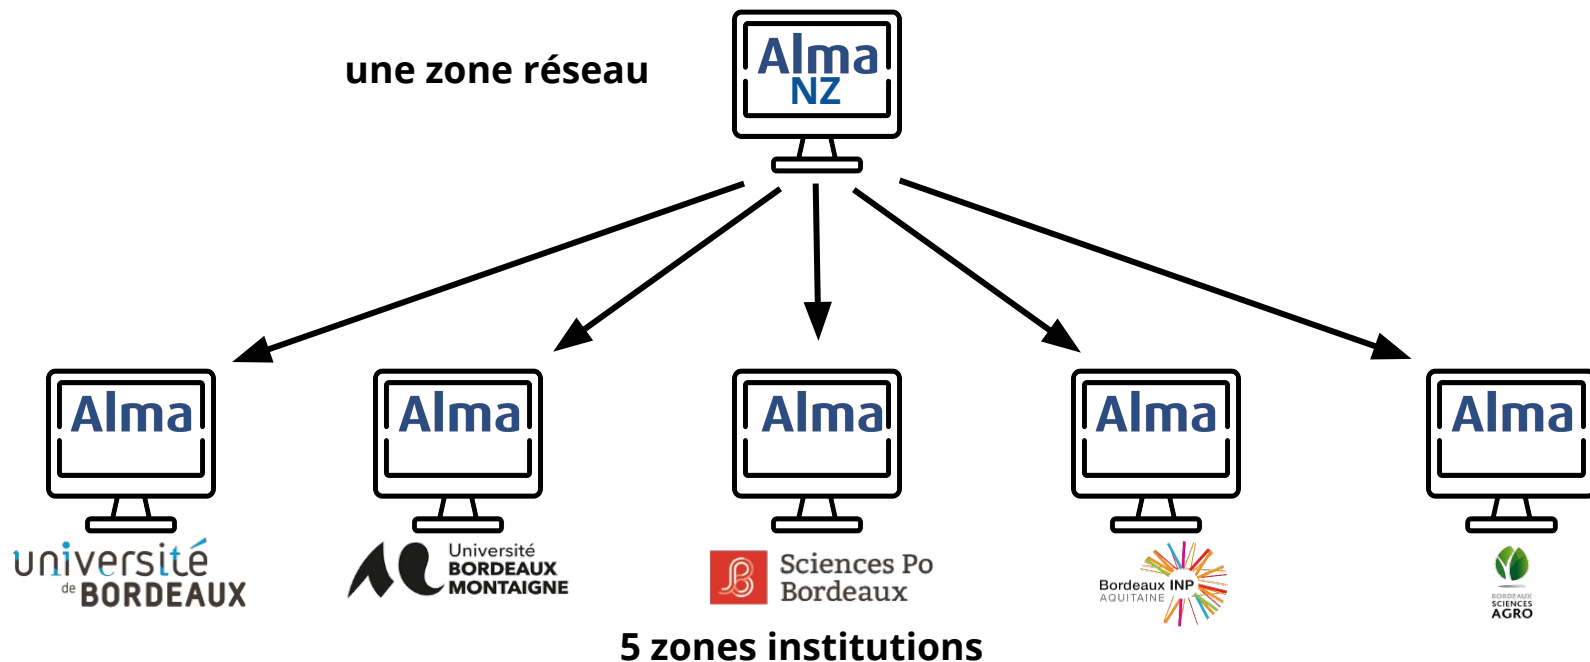 une zone réseau
Alma
NZ
Alma
Alma
Alma
Alma
Alma
université
de BORDEAUX
Université
BORDEAUX
MONTAIGNE
Sciences Po
Bordeaux
Bordeaux INP
AQUITAINE
BORDEAUX
SCIENCES
AGRO
5 zones institutions